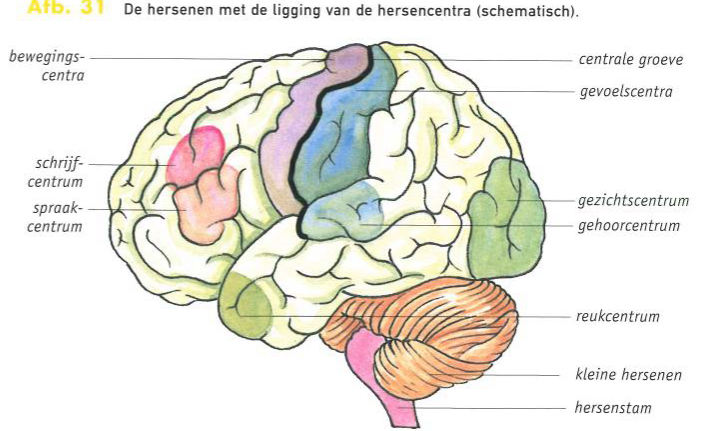 Afb. 31 De hersenen met de ligging van de hersencentra (schematisch).
bewegings-
centra
centrale groeve
gevoelscentra
schrijf-
centrum
spraak-
centrum
gezichtscentrum
gehoorcentrum
reukcentrum
kleine hersenen
hersenstam